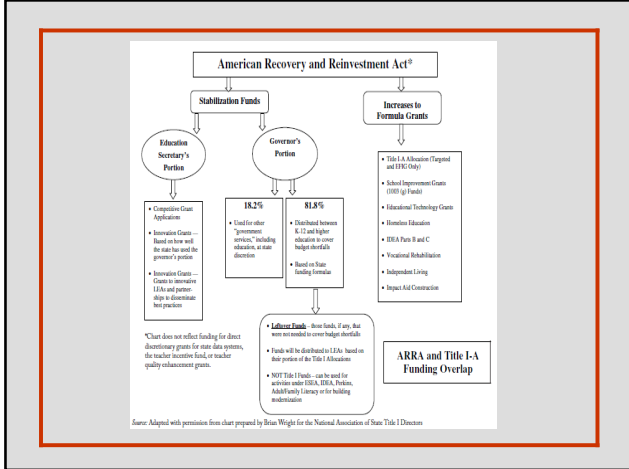 American Recovery and Reinvestment Act*
Stabilization Funds
Increases to
Formula Grants
Education
Secretary's
Portion
Governor's
Portion
• Title I-A Allocation (Targeted
and EFIG Only)
• School Improvement Grants
(1003 (g) Funds)
• Educational Technology Grants
• Homeless Education
• IDEA Parts B and C
• Vocational Rehabilitation
• Independent Living
• Impact Aid Construction
• Competitive Grant
Applications
• Innovation Grants —
Based on how well
the state has used the
governor's portion
• Innovation Grants —
Grants to innovative
LEAs and partner-
ships to disseminate
best practices
18.2%
• Used for other
"government
services," including
education, at state
discretion
81.8%
• Distributed between
K-12 and higher
education to cover
budget shortfalls
• Based on State
funding formulas
• Leftover Funds – those funds, if any, that
were not needed to cover budget shortfalls
• Funds will be distributed to LEAs based on
their portion of the Title I Allocations
• NOT Title I Funds – can be used for
activities under ESEA, IDEA, Perkins,
Adult/Family Literacy or for building
modernization
*Chart does not reflect funding for direct
discretionary grants for state data systems,
the teacher incentive fund, or teacher
quality enhancement grants.
ARRA and Title I-A
Funding Overlap
Source: Adapted with permission from chart prepared by Brian Wright for the National Association of State Title I Directors